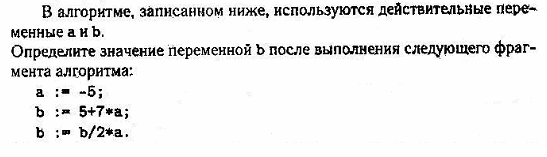 В алгоритме, записанном ниже, используются действительные пере-
менные a и b.
Определите значение переменной b после выполнения следующего фраг-
мента алгоритма:
a := -5;
b := 5+7*a;
b := b/2*a.